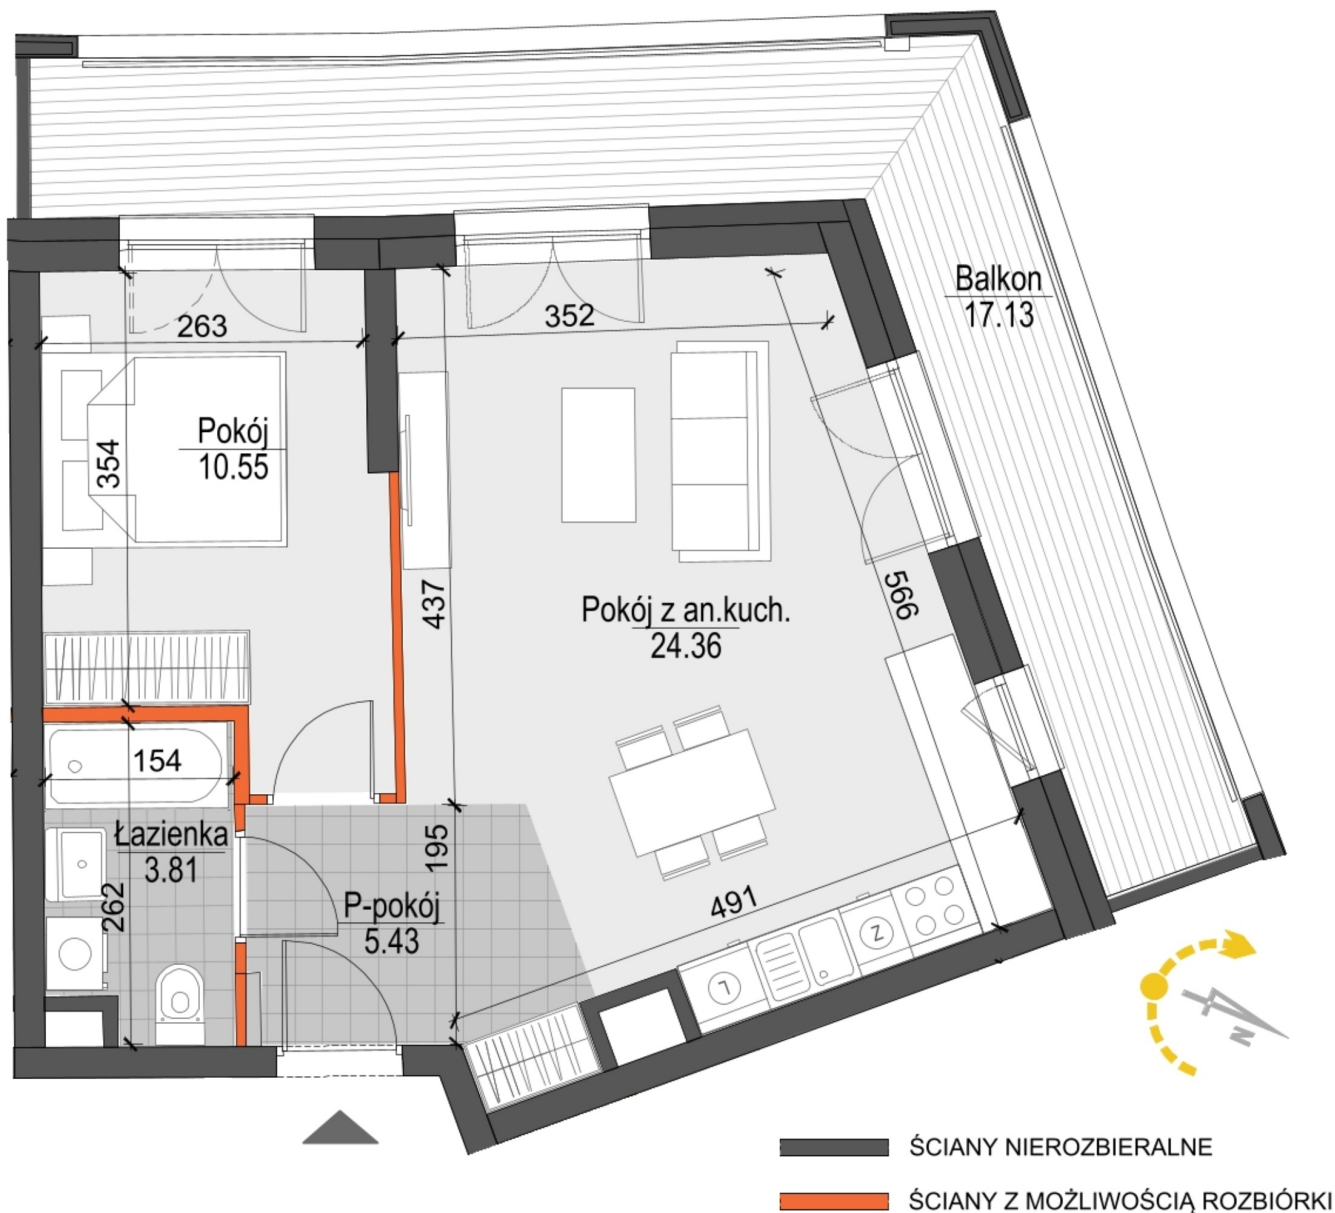 Balkon
17.13
263
352
Pokój
10.55
354
437
Pokój z an.kuch.
24.36
566
154
Łazienka
3.81
262
195
P-pokój
5.43
491
L
Z
N
ŚCIANY NIEROZBIERALNE
ŚCIANY Z MOŻLIWOŚCIĄ ROZBIÓRKI